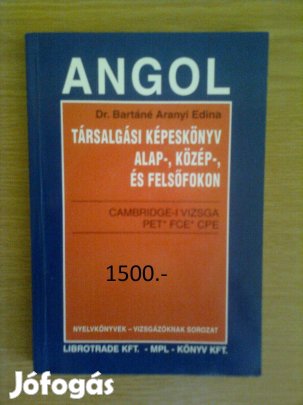 ANGOL
Dr. Bartáné Aranyi Edina
TÁRSALGÁSI KÉPESKÖNYV
ALAP-, KÖZÉP-,
ÉS FELSŐFOKON
CAMBRIDGE-I VIZSGA
PET* FCE* CPE
1500.-
NYELVKÖNYVEK – VIZSGÁZÓKNAK SOROZAT
LIBROTRADE KFT. - MPL - KÖNYV KFT.
Jófogás